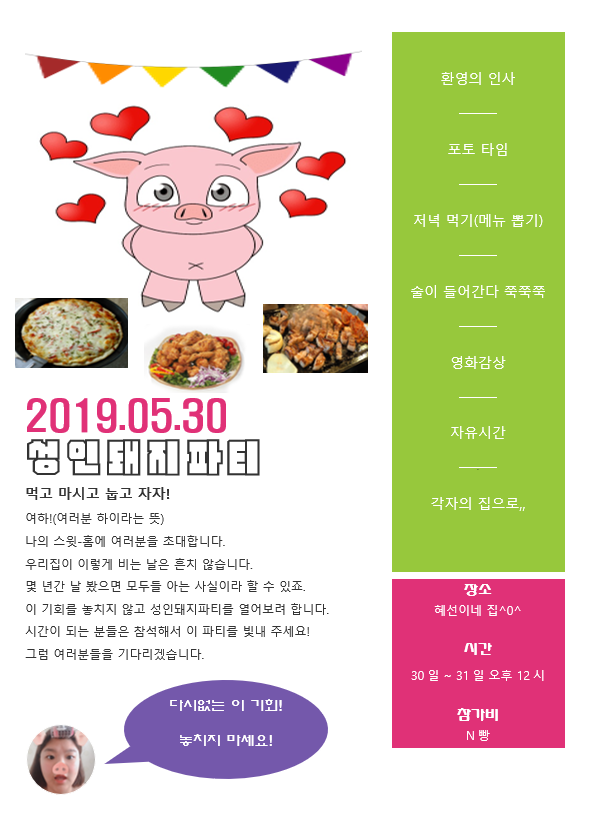 2019.05.30
성인돼지파티
먹고 마시고 눕고 자자!
여하!(여러분 하이라는 뜻)
나의 스윗-홈에 여러분을 초대합니다.
우리집이 이렇게 비는 날은 흔치 않습니다.
몇 년간 날 봤으면 모두들 아는 사실이라 할 수 있죠.
이 기회를 놓치지 않고 성인돼지파티를 열어보려 합니다.
시간이 되는 분들은 참석해서 이 파티를 빛내 주세요!
그럼 여러분들을 기다리겠습니다.
다시없는 이 기회!
놓치지 마세요!
환영의 인사
포토 타임
저녁 먹기(메뉴 뽑기)
술이 들어간다 쭉쭉쭉
영화감상
자유시간
각자의 집으로,,
장소
혜선이네 집^0^
시간
30 일 ~ 31 일 오후 12 시
참가비
N 빵